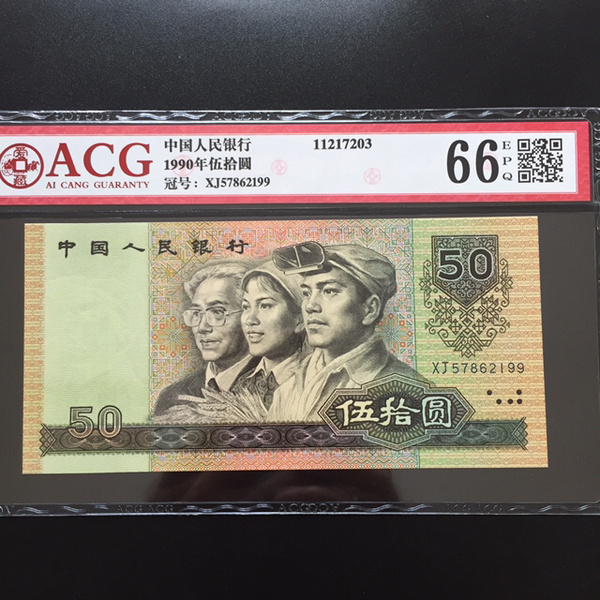 ACG
AI CANG GUARANTY
中国人民银行
1990年伍拾圆
冠号：XJ57862199
11217203
66
EPQ
中国人民银行
50
XJ57862199
50
伍拾圆